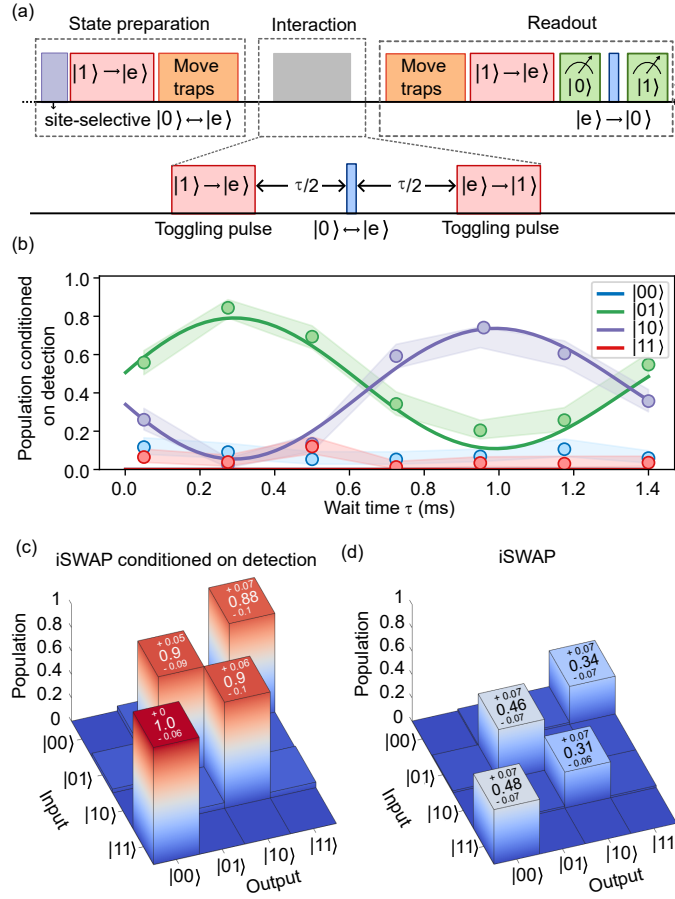 (a)
State preparation
Interaction
Readout
|1⟩→|e⟩
Move traps
Move traps
|1⟩→|e⟩
|0⟩
|1⟩
site-selective |0⟩↔|e⟩
|e⟩→|0⟩
|1⟩→|e⟩
τ/2
τ/2
|e⟩→|1⟩
Toggling pulse
|0⟩↔|e⟩
Toggling pulse
(b)
Population conditioned
on detection
1.0
0.8
0.6
0.4
0.2
0.0
|00⟩
|01⟩
|10⟩
|11⟩
0.0 0.2 0.4 0.6 0.8 1.0 1.2 1.4
Wait time τ (ms)
(c)
iSWAP conditioned on detection
Population
1
0.8
0.6
0.4
0.2
0
+ 0.07
0.88
- 0.1
+ 0.05
0.9
- 0.09
+ 0.06
0.9
- 0.1
+0
1.0
- 0.06
|00⟩
|01⟩
|10⟩
|11⟩
Input
|00⟩
|01⟩
|10⟩
|11⟩
Output
(d)
iSWAP
Population
1
0.8
0.6
0.4
0.2
0
+ 0.07
0.34
- 0.07
+ 0.07
0.46
- 0.07
+ 0.07
0.31
- 0.06
+ 0.07
0.48
- 0.07
|00⟩
|01⟩
|10⟩
|11⟩
Input
|00⟩
|01⟩
|10⟩
|11⟩
Output